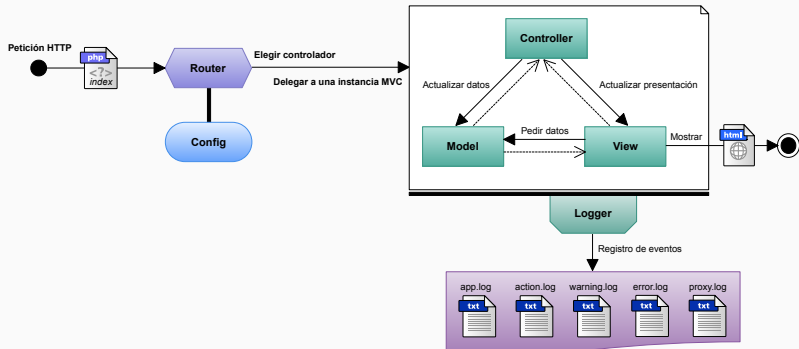 Petición HTTP
php
<?>
index
Router
Config
Elegir controlador
Delegar a una instancia MVC
Controller
Actualizar datos
Actualizar presentación
Model
Pedir datos
View
Mostrar
html
Logger
Registro de eventos
app.log
action.log
warning.log
error.log
proxy.log
txt
txt
txt
txt
txt